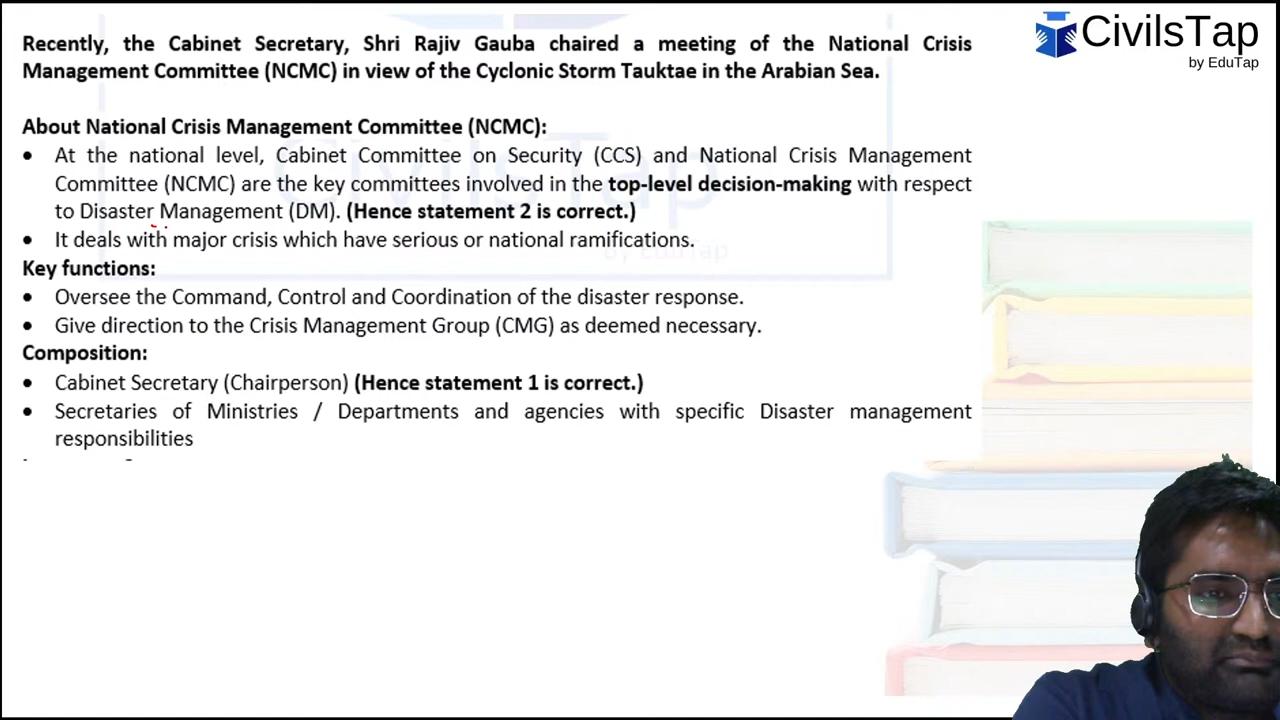 CivilsTap
by EduTap
Recently, the Cabinet Secretary, Shri Rajiv Gauba chaired a meeting of the National Crisis
Management Committee (NCMC) in view of the Cyclonic Storm Tauktae in the Arabian Sea.
About National Crisis Management Committee (NCMC):
• At the national level, Cabinet Committee on Security (CCS) and National Crisis Management
Committee (NCMC) are the key committees involved in the top-level decision-making with respect
to Disaster Management (DM). (Hence statement 2 is correct.)
• It deals with major crisis which have serious or national ramifications.
Key functions:
• Oversee the Command, Control and Coordination of the disaster response.
• Give direction to the Crisis Management Group (CMG) as deemed necessary.
Composition:
• Cabinet Secretary (Chairperson) (Hence statement 1 is correct.)
• Secretaries of Ministries / Departments and agencies with specific Disaster management
responsibilities